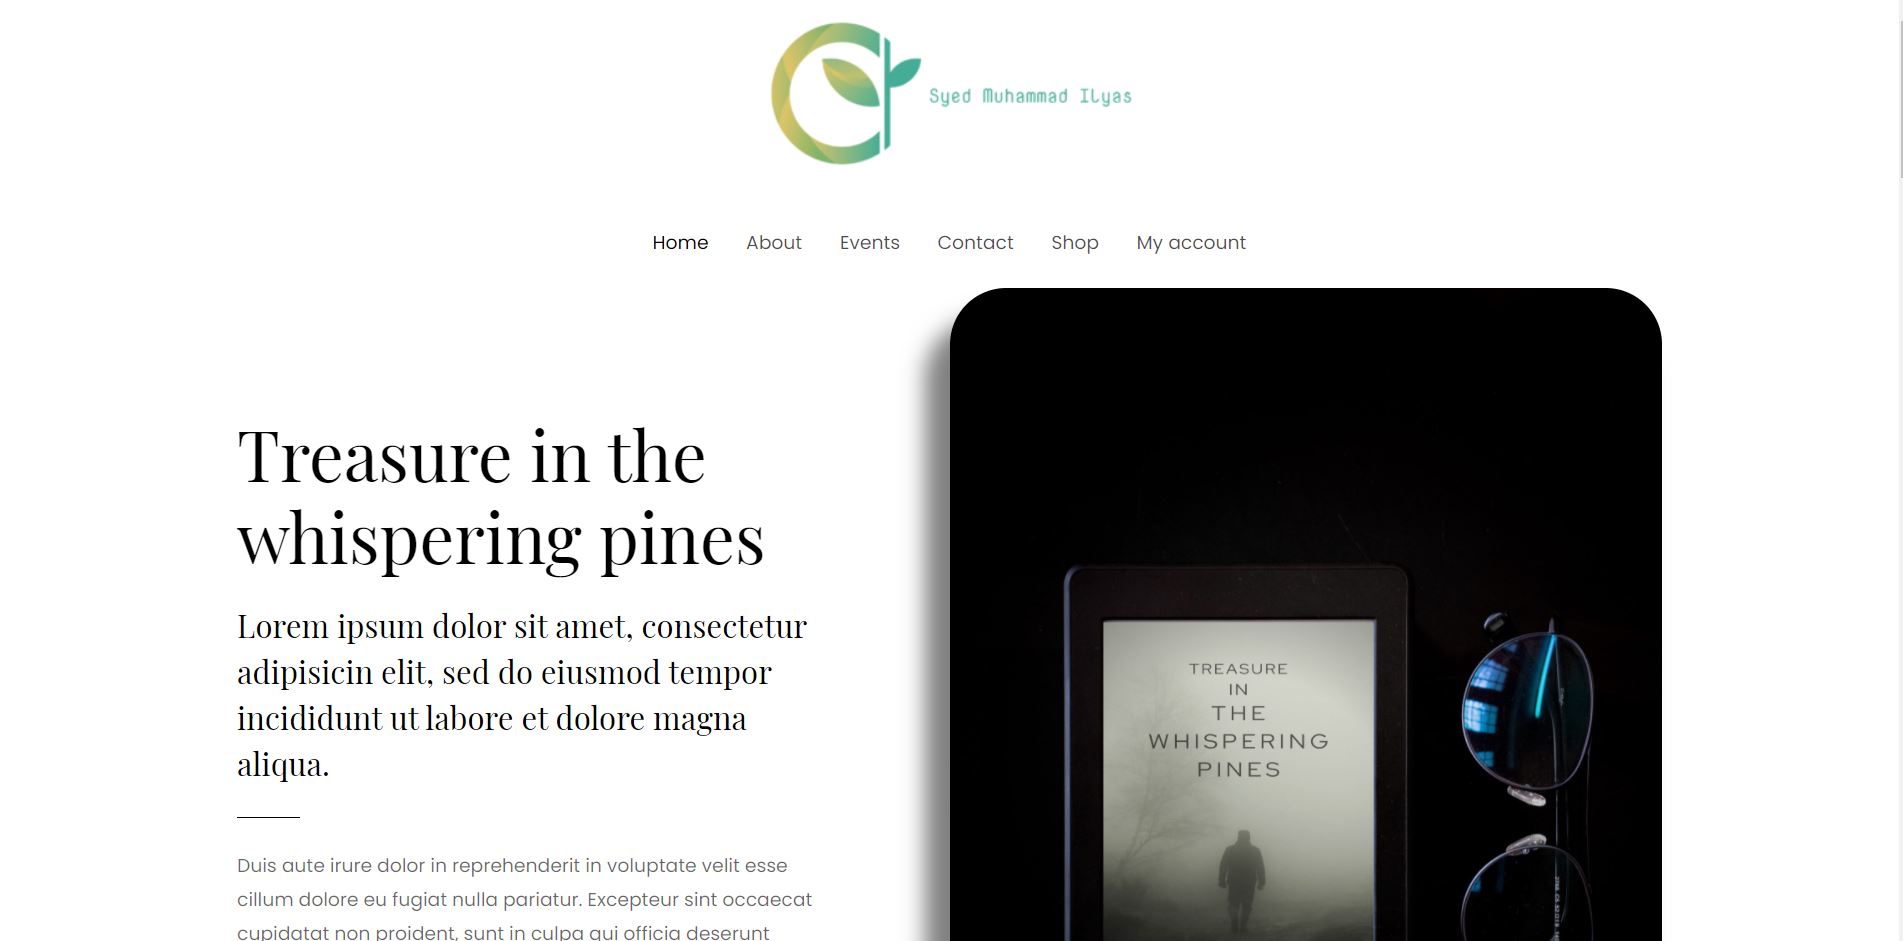 Syed Muhammad Ilyas
Home About Events Contact Shop My account
Treasure in the
whispering pines
Lorem ipsum dolor sit amet, consectetur
adipisicin elit, sed do eiusmod tempor
incididunt ut labore et dolore magna
aliqua.
Duis aute irure dolor in reprehenderit in voluptate velit esse
cillum dolore eu fugiat nulla pariatur. Excepteur sint occaecat
cupidatat non proident, sunt in culpa qui officia deserunt
TREASURE
IN
THE
WHISPERING
PINES